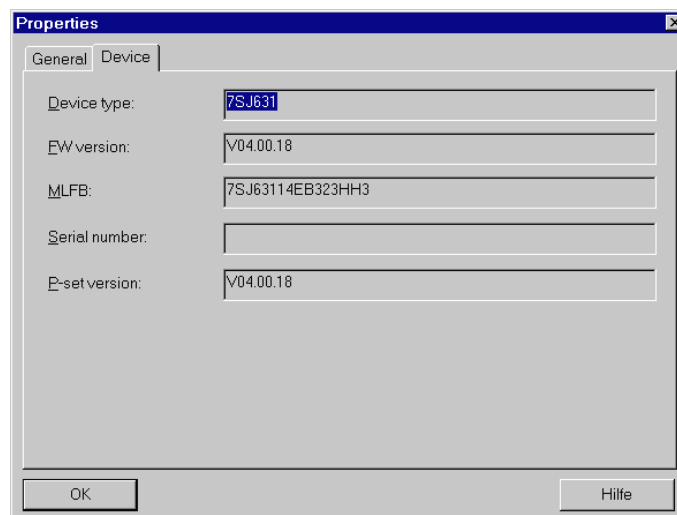 Properties
General Device
Device type: 7SJ631
FW version: V04.00.18
MLFB: 7SJ63114EB323HH3
Serial number:
P-set version: V04.00.18
OK Hilfe